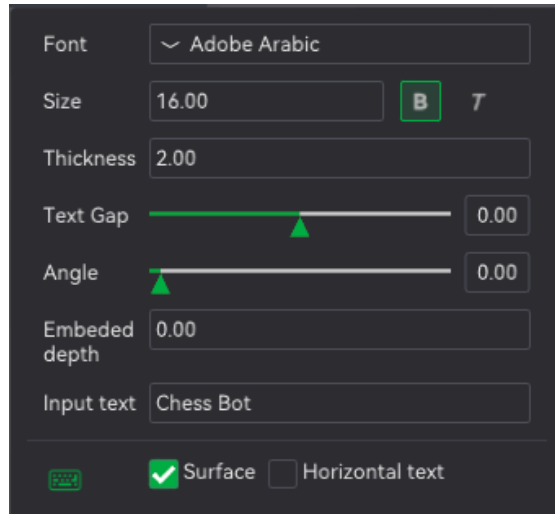 Font Adobe Arabic
Size 16.00 B T
Thickness 2.00
Text Gap 0.00
Angle 0.00
Embeded depth 0.00
Input text Chess Bot
Surface Horizontal text